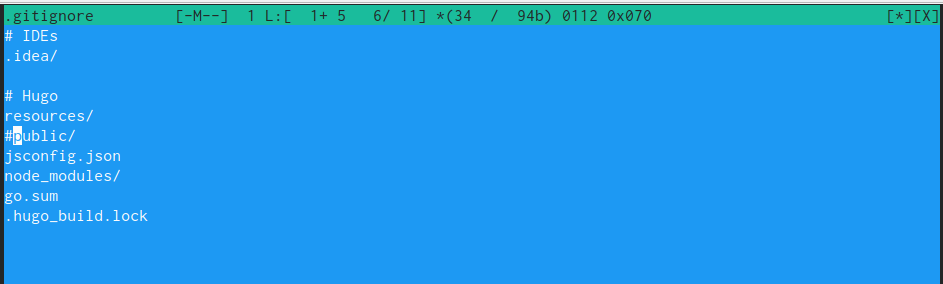 .gitignore [-M--] 1 L:[ 1+ 5 6/ 11] *(34 / 94b) 0112 0x070 [*][X]
# IDEs
.idea/

# Hugo
resources/
#public/
jsconfig.json
node_modules/
go.sum
.hugo_build.lock